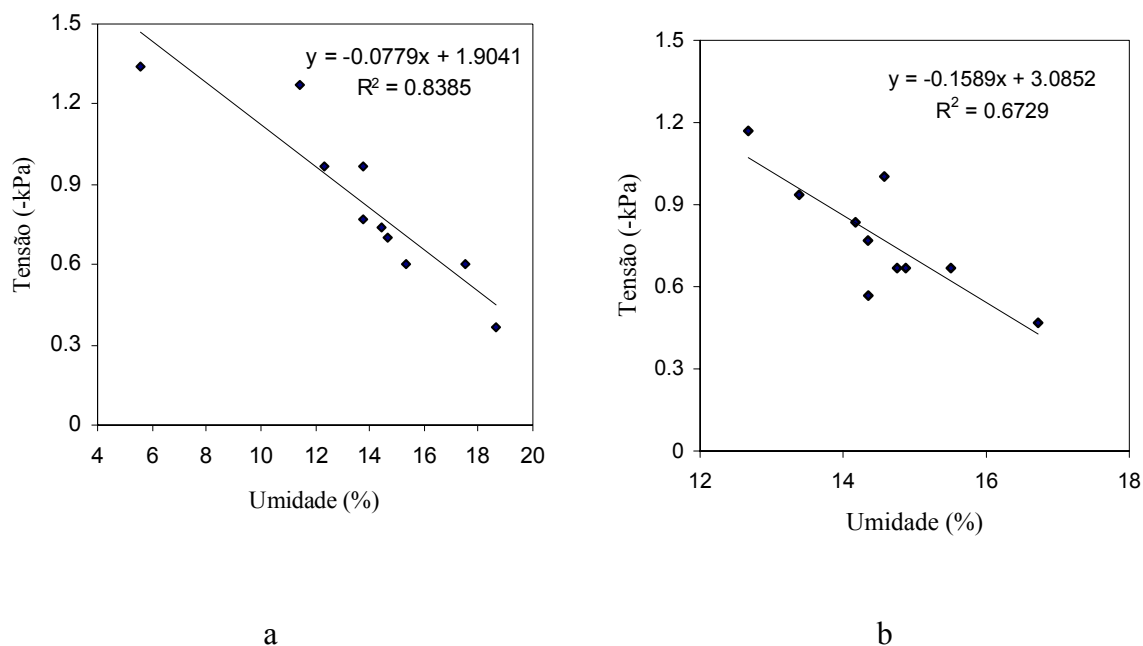 1.5
1.2
0.9
0.6
0.3
0
Tensão (-kPa)
y = -0.0779x + 1.9041
R² = 0.8385
4 6 8 10 12 14 16 18 20
Umidade (%)
a
1.5
1.2
0.9
0.6
0.3
0
Tensão (-kPa)
y = -0.1589x + 3.0852
R² = 0.6729
12 14 16 18
Umidade (%)
b